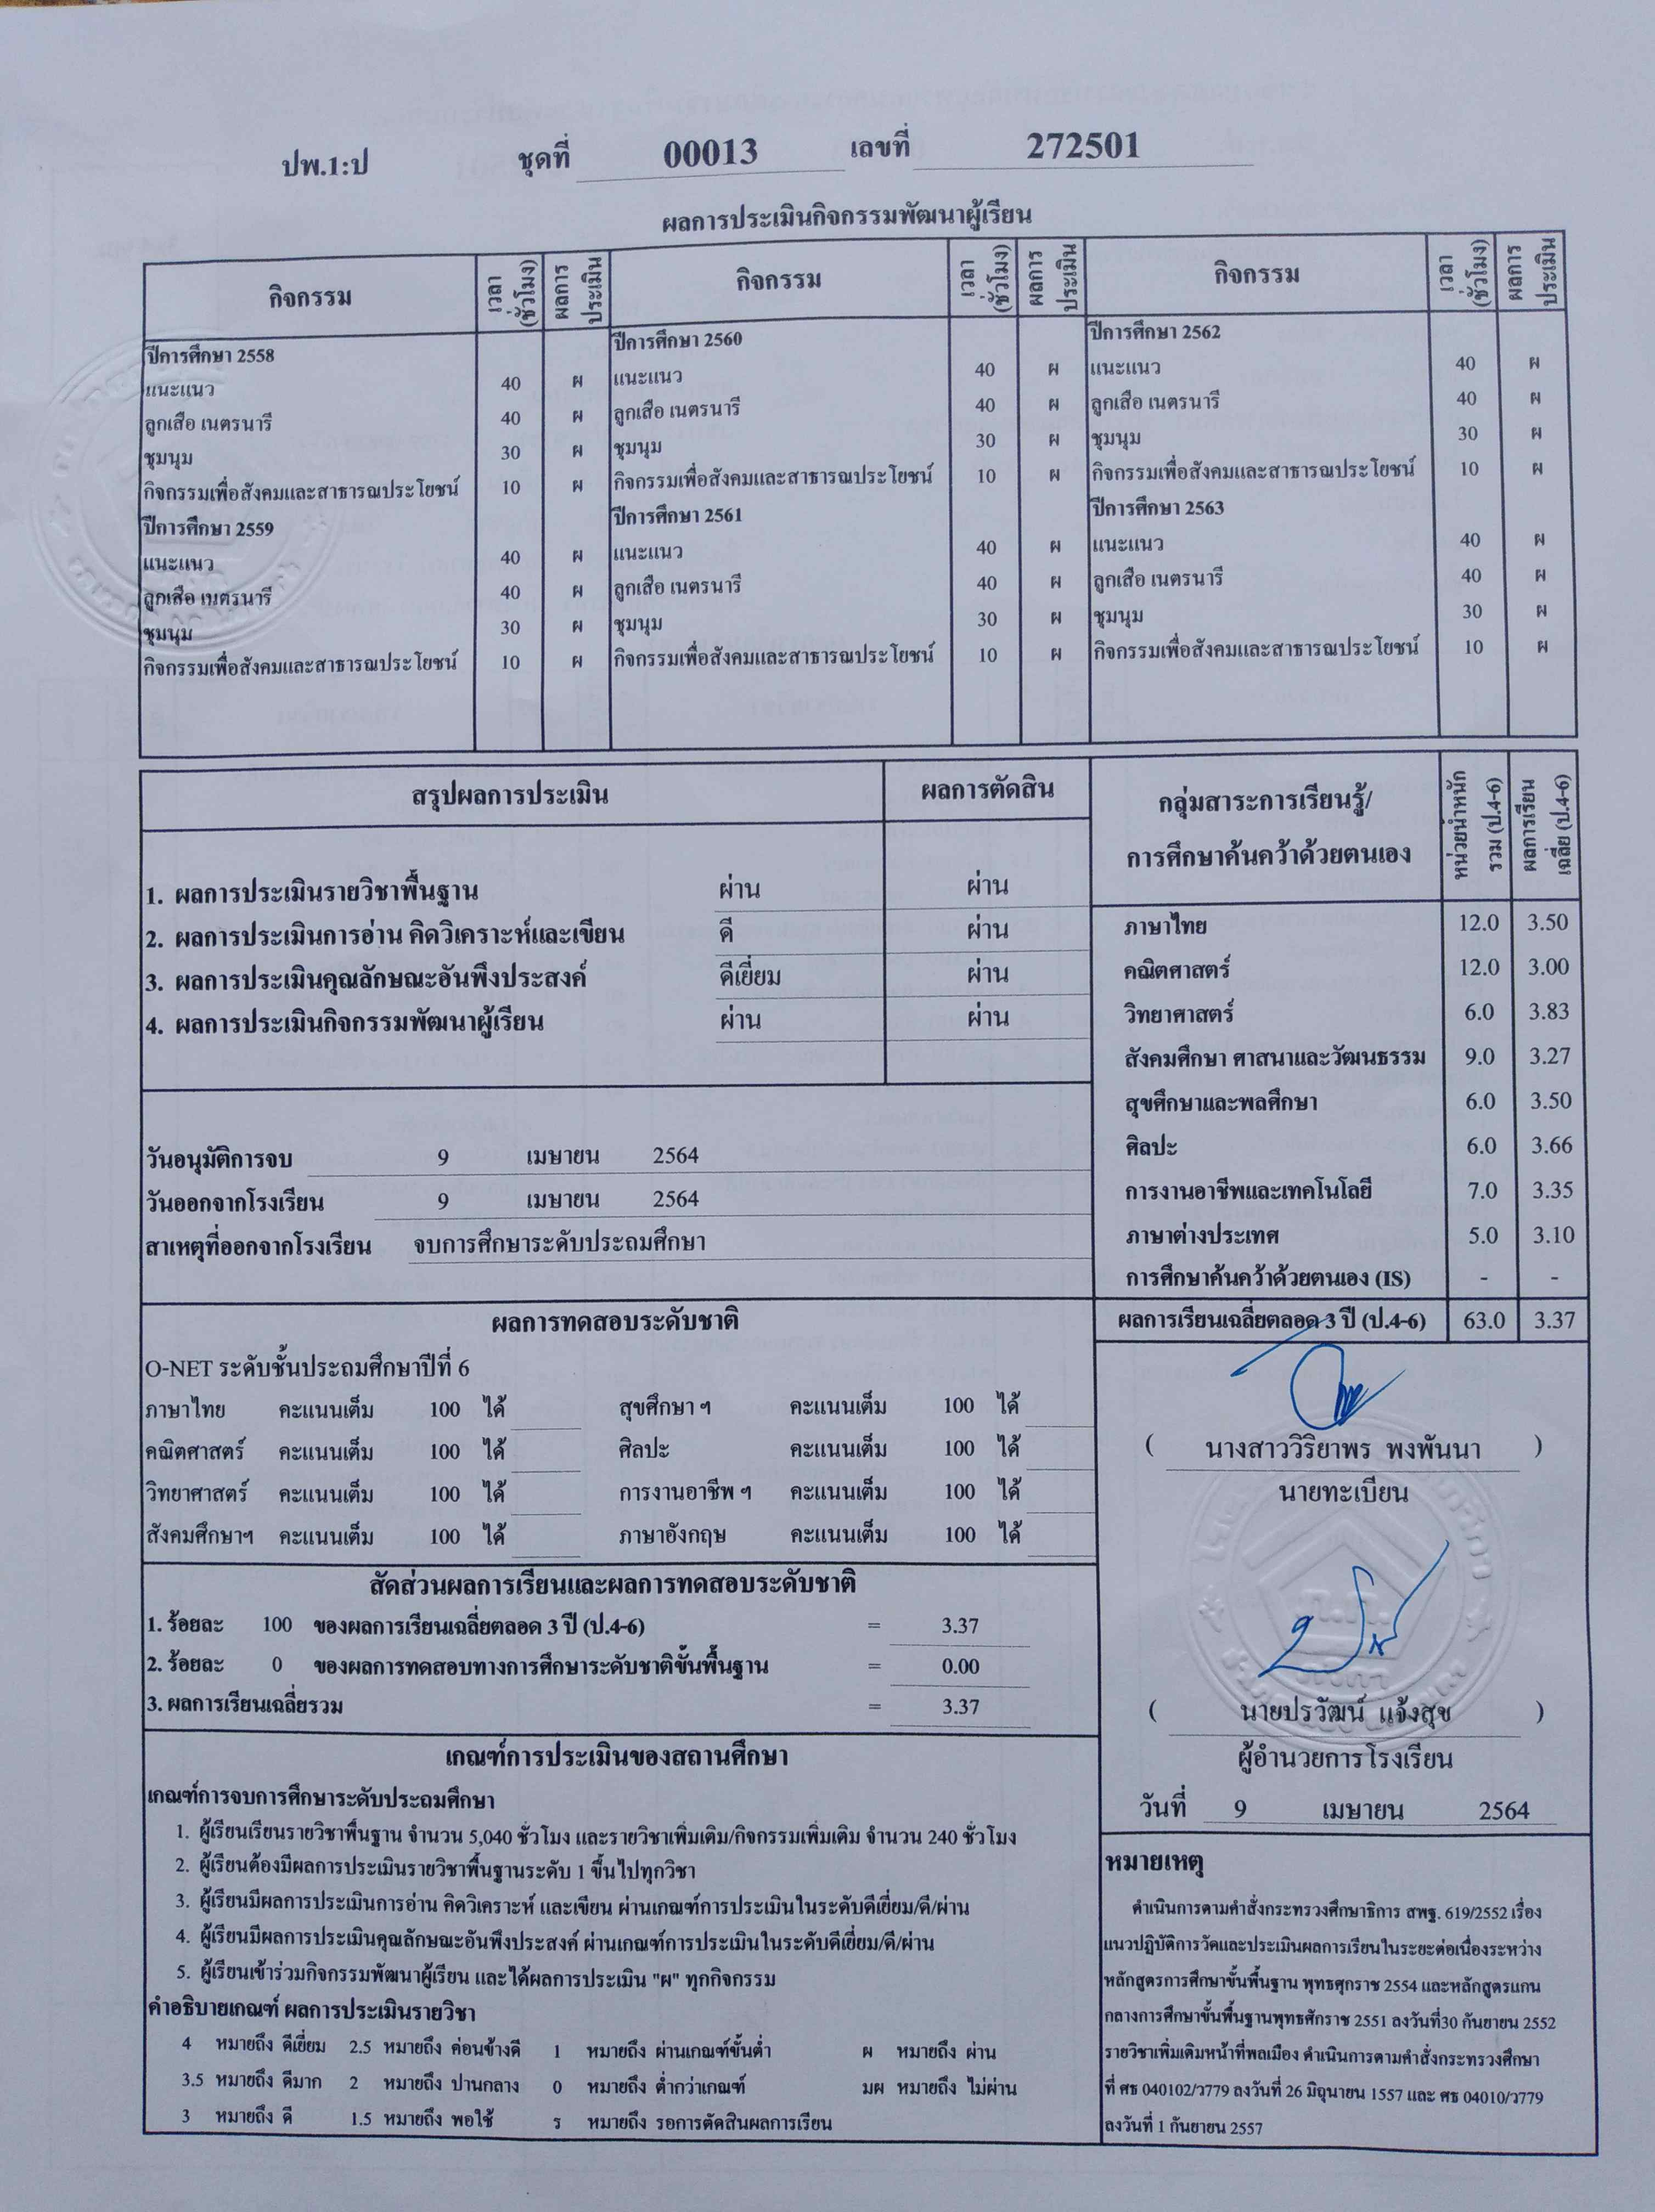 ปพ.1:ป ชุดที่ 00013 เลขที่ 272501
ผลการประเมินกิจกรรมพัฒนาผู้เรียน
กิจกรรม เวลา (ชั่วโมง) ผลการประเมิน กิจกรรม เวลา (ชั่วโมง) ผลการประเมิน กิจกรรม เวลา (ชั่วโมง) ผลการประเมิน
ปีการศึกษา 2558 ปีการศึกษา 2560 ปีการศึกษา 2562
แนะแนว 40 ผ แนะแนว 40 ผ แนะแนว 40 ผ
ลูกเสือ เนตรนารี 40 ผ ลูกเสือ เนตรนารี 40 ผ ลูกเสือ เนตรนารี 40 ผ
ชุมนุม 30 ผ ชุมนุม 30 ผ ชุมนุม 30 ผ
กิจกรรมเพื่อสังคมและสาธารณประโยชน์ 10 ผ กิจกรรมเพื่อสังคมและสาธารณประโยชน์ 10 ผ กิจกรรมเพื่อสังคมและสาธารณประโยชน์ 10 ผ
ปีการศึกษา 2559 ปีการศึกษา 2561 ปีการศึกษา 2563
แนะแนว 40 ผ แนะแนว 40 ผ แนะแนว 40 ผ
ลูกเสือ เนตรนารี 40 ผ ลูกเสือ เนตรนารี 40 ผ ลูกเสือ เนตรนารี 40 ผ
ชุมนุม 30 ผ ชุมนุม 30 ผ ชุมนุม 30 ผ
กิจกรรมเพื่อสังคมและสาธารณประโยชน์ 10 ผ กิจกรรมเพื่อสังคมและสาธารณประโยชน์ 10 ผ กิจกรรมเพื่อสังคมและสาธารณประโยชน์ 10 ผ
สรุปผลการประเมิน ผลการตัดสิน
1. ผลการประเมินรายวิชาพื้นฐาน ผ่าน ผ่าน
2. ผลการประเมินการอ่าน คิดวิเคราะห์และเขียน ดี ผ่าน
3. ผลการประเมินคุณลักษณะอันพึงประสงค์ ดีเยี่ยม ผ่าน
4. ผลการประเมินกิจกรรมพัฒนาผู้เรียน ผ่าน ผ่าน
วันอนุมัติการจบ 9 เมษายน 2564
วันออกจากโรงเรียน 9 เมษายน 2564
สาเหตุที่ออกจากโรงเรียน จบการศึกษาระดับประถมศึกษา
กลุ่มสาระการเรียนรู้/ การศึกษาค้นคว้าด้วยตนเอง หน่วยน้ำหนักรวม (ป.4-6) ผลการเรียนเฉลี่ย (ป.4-6)
ภาษาไทย 12.0 3.50
คณิตศาสตร์ 12.0 3.00
วิทยาศาสตร์ 6.0 3.83
สังคมศึกษา ศาสนาและวัฒนธรรม 9.0 3.27
สุขศึกษาและพลศึกษา 6.0 3.50
ศิลปะ 6.0 3.66
การงานอาชีพและเทคโนโลยี 7.0 3.35
ภาษาต่างประเทศ 5.0 3.10
การศึกษาค้นคว้าด้วยตนเอง (IS) - -
ผลการเรียนเฉลี่ยตลอด 3 ปี (ป.4-6) 63.0 3.37
ผลการทดสอบระดับชาติ
O-NET ระดับชั้นประถมศึกษาปีที่ 6
ภาษาไทย คะแนนเต็ม 100 ได้ สุขศึกษา ฯ คะแนนเต็ม 100 ได้
คณิตศาสตร์ คะแนนเต็ม 100 ได้ ศิลปะ คะแนนเต็ม 100 ได้
วิทยาศาสตร์ คะแนนเต็ม 100 ได้ การงานอาชีพ ฯ คะแนนเต็ม 100 ได้
สังคมศึกษาฯ คะแนนเต็ม 100 ได้ ภาษาอังกฤษ คะแนนเต็ม 100 ได้
สัดส่วนผลการเรียนและผลการทดสอบระดับชาติ
1. ร้อยละ 100 ของผลการเรียนเฉลี่ยตลอด 3 ปี (ป.4-6) = 3.37
2. ร้อยละ 0 ของผลการทดสอบทางการศึกษาระดับชาติขั้นพื้นฐาน = 0.00
3. ผลการเรียนเฉลี่ยรวม = 3.37
( นางสาววิริยาพร พงพันนา )
นายทะเบียน
( นายปรวัฒน์ แจ้งสุข )
ผู้อำนวยการโรงเรียน
วันที่ 9 เมษายน 2564
เกณฑ์การประเมินของสถานศึกษา
เกณฑ์การจบการศึกษาระดับประถมศึกษา
1. ผู้เรียนเรียนรายวิชาพื้นฐาน จำนวน 5,040 ชั่วโมง และรายวิชาเพิ่มเติม/กิจกรรมเพิ่มเติม จำนวน 240 ชั่วโมง
2. ผู้เรียนต้องมีผลการประเมินรายวิชาพื้นฐานระดับ 1 ขึ้นไปทุกวิชา
3. ผู้เรียนมีผลการประเมินการอ่าน คิดวิเคราะห์ และเขียน ผ่านเกณฑ์การประเมินในระดับดีเยี่ยม/ดี/ผ่าน
4. ผู้เรียนมีผลการประเมินคุณลักษณะอันพึงประสงค์ ผ่านเกณฑ์การประเมินในระดับดีเยี่ยม/ดี/ผ่าน
5. ผู้เรียนเข้าร่วมกิจกรรมพัฒนาผู้เรียน และได้ผลการประเมิน "ผ" ทุกกิจกรรม
คำอธิบายเกณฑ์ ผลการประเมินรายวิชา
4 หมายถึง ดีเยี่ยม 2.5 หมายถึง ค่อนข้างดี 1 หมายถึง ผ่านเกณฑ์ขั้นต่ำ ผ หมายถึง ผ่าน
3.5 หมายถึง ดีมาก 2 หมายถึง ปานกลาง 0 หมายถึง ต่ำกว่าเกณฑ์ มผ หมายถึง ไม่ผ่าน
3 หมายถึง ดี 1.5 หมายถึง พอใช้ ร หมายถึง รอการตัดสินผลการเรียน
หมายเหตุ
ดำเนินการตามคำสั่งกระทรวงศึกษาธิการ สพฐ. 619/2552 เรื่อง
แนวปฏิบัติการวัดและประเมินผลการเรียนในระยะต่อเนื่องระหว่าง
หลักสูตรการศึกษาขั้นพื้นฐาน พุทธศุกราช 2554 และหลักสูตรแกน
กลางการศึกษาขั้นพื้นฐานพุทธศักราช 2551 ลงวันที่30 กันยายน 2552
รายวิชาเพิ่มเติมหน้าที่พลเมือง ดำเนินการตามคำสั่งกระทรวงศึกษา
ที่ ศธ 040102/ว779 ลงวันที่ 26 มิถุนายน 1557 และ ศธ 04010/ว779
ลงวันที่ 1 กันยายน 2557